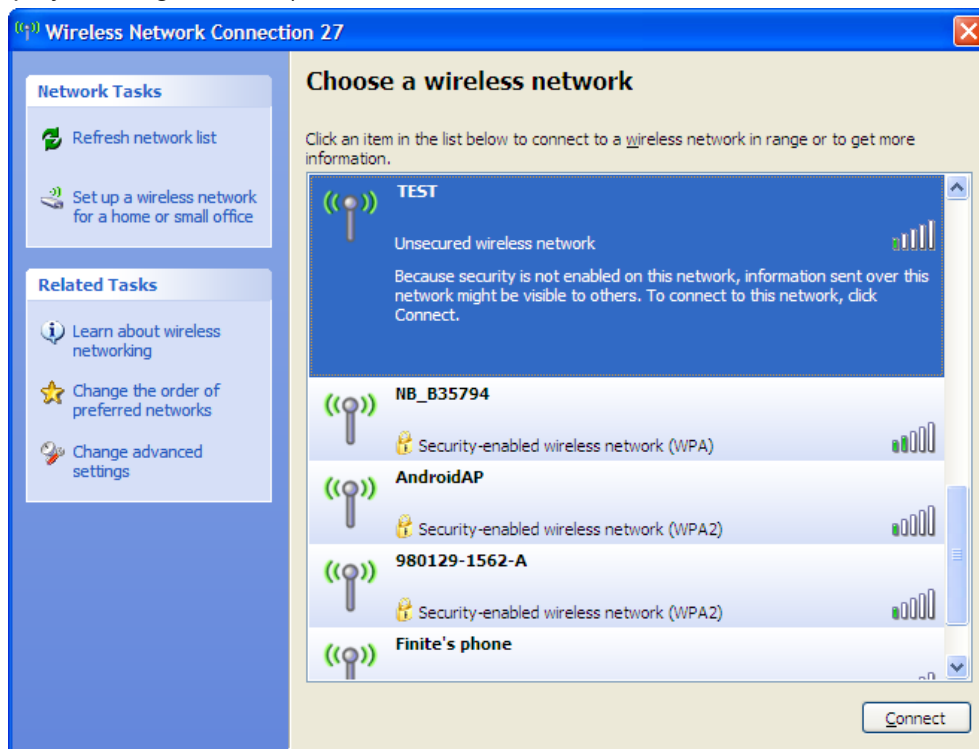 Wireless Network Connection 27
Network Tasks
Refresh network list
Set up a wireless network
for a home or small office
Related Tasks
Learn about wireless
networking
Change the order of
preferred networks
Change advanced
settings
Choose a wireless network
Click an item in the list below to connect to a wireless network in range or to get more
information.
TEST
Unsecured wireless network
Because security is not enabled on this network, information sent over this
network might be visible to others. To connect to this network, click
Connect.
NB_B35794
Security-enabled wireless network (WPA)
AndroidAP
Security-enabled wireless network (WPA2)
980129-1562-A
Security-enabled wireless network (WPA2)
Finite's phone
Connect